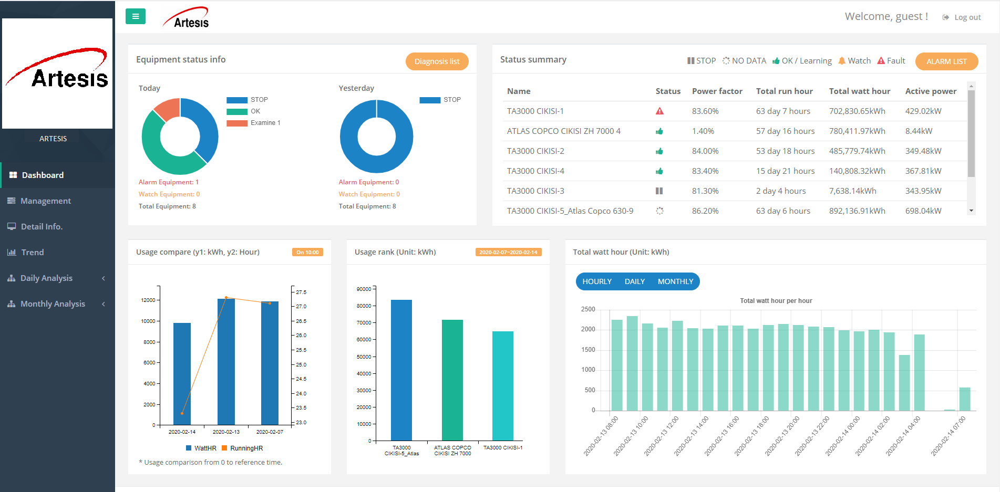 Artesis
Welcome, guest !
Log out
Artesis
ARTESIS
Dashboard
Management
Detail Info.
Trend
Daily Analysis
Monthly Analysis
Equipment status info
Diagnosis list
Today
STOP
OK
Examine 1
Alarm Equipment: 1
Watch Equipment: 0
Total Equipment: 8
Yesterday
STOP
Alarm Equipment: 0
Watch Equipment: 0
Total Equipment: 8
Status summary
STOP NO DATA OK / Learning Watch Fault
ALARM LIST
Name Status Power factor Total run hour Total watt hour Active power
TA3000 CIKISI-1 83.60% 63 day 7 hours 702,830.65kWh 429.02kW
ATLAS COPCO CIKISI ZH 7000 4 1.40% 57 day 16 hours 780,411.97kWh 8.44kW
TA3000 CIKISI-2 84.00% 53 day 18 hours 485,779.74kWh 349.48kW
TA3000 CIKISI-4 83.40% 15 day 21 hours 140,808.32kWh 367.81kW
TA3000 CIKISI-3 81.30% 2 day 4 hours 7,638.14kWh 343.95kW
TA3000 CIKISI-5_Atlas Copco 630-9 86.20% 63 day 6 hours 892,136.91kWh 698.04kW
Usage compare (y1: kWh, y2: Hour)
On 10:00
12000
10000
8000
6000
4000
2000
0
27.5
27.0
26.5
26.0
25.5
25.0
24.5
24.0
23.5
23.0
2020-02-14 2020-02-13 2020-02-07
WattHR RunningHR
* Usage comparison from 0 to reference time.
Usage rank (Unit: kWh)
2020-02-07~2020-02-14
90000
80000
70000
60000
50000
40000
30000
20000
10000
0
TA3000
CIKISI-5_Atlas
ATLAS COPCO
CIKISI ZH 7000
TA3000 CIKISI-1
Total watt hour (Unit: kWh)
HOURLY DAILY MONTHLY
Total watt hour per hour
2500
2000
1500
1000
500
0
2020-02-13 08:00
2020-02-13 10:00
2020-02-13 12:00
2020-02-13 14:00
2020-02-13 16:00
2020-02-13 18:00
2020-02-13 20:00
2020-02-13 22:00
2020-02-14 00:00
2020-02-14 02:00
2020-02-14 04:00
2020-02-14 07:00